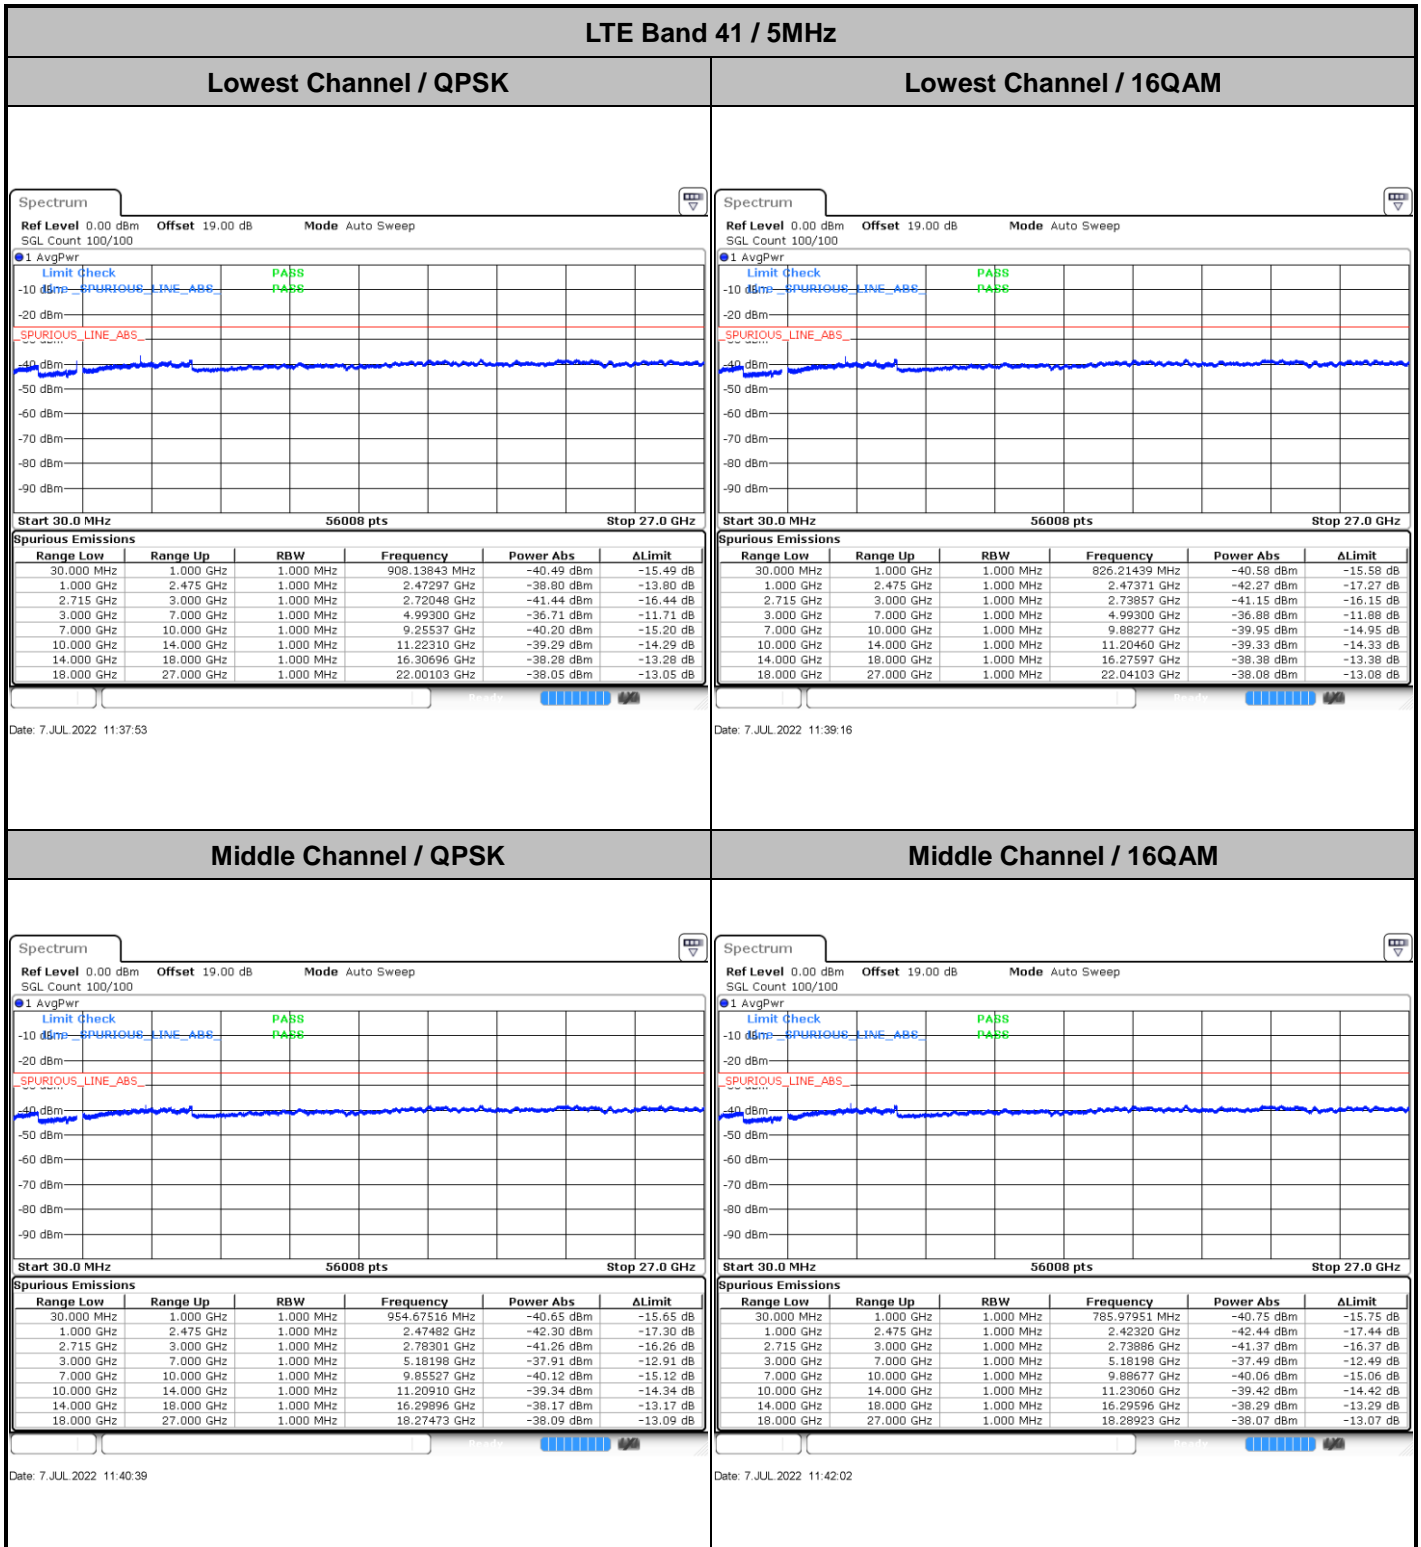 LTE Band 41 / 5MHz
Lowest Channel / QPSK
Lowest Channel / 16QAM
Spectrum
Ref Level 0.00 dBm Offset 19.00 dB Mode Auto Sweep
SGL Count 100/100
1 AvgPwr
Limit Check PASS
Line _SPURIOUS_LINE_ABS_ PASS
-10 dBm
-20 dBm
_SPURIOUS_LINE_ABS_
-40 dBm
-50 dBm
-60 dBm
-70 dBm
-80 dBm
-90 dBm
Start 30.0 MHz 56008 pts Stop 27.0 GHz
Spurious Emissions
Range Low Range Up RBW Frequency Power Abs ΔLimit
30.000 MHz 1.000 GHz 1.000 MHz 908.13843 MHz -40.49 dBm -15.49 dB
1.000 GHz 2.475 GHz 1.000 MHz 2.47297 GHz -38.80 dBm -13.80 dB
2.715 GHz 3.000 GHz 1.000 MHz 2.72048 GHz -41.44 dBm -16.44 dB
3.000 GHz 7.000 GHz 1.000 MHz 4.99300 GHz -36.71 dBm -11.71 dB
7.000 GHz 10.000 GHz 1.000 MHz 9.25537 GHz -40.20 dBm -15.20 dB
10.000 GHz 14.000 GHz 1.000 MHz 11.22310 GHz -39.29 dBm -14.29 dB
14.000 GHz 18.000 GHz 1.000 MHz 16.30696 GHz -38.28 dBm -13.28 dB
18.000 GHz 27.000 GHz 1.000 MHz 22.00103 GHz -38.05 dBm -13.05 dB
Ready
Date: 7.JUL.2022 11:37:53
Spectrum
Ref Level 0.00 dBm Offset 19.00 dB Mode Auto Sweep
SGL Count 100/100
1 AvgPwr
Limit Check PASS
Line _SPURIOUS_LINE_ABS_ PASS
-10 dBm
-20 dBm
_SPURIOUS_LINE_ABS_
-40 dBm
-50 dBm
-60 dBm
-70 dBm
-80 dBm
-90 dBm
Start 30.0 MHz 56008 pts Stop 27.0 GHz
Spurious Emissions
Range Low Range Up RBW Frequency Power Abs ΔLimit
30.000 MHz 1.000 GHz 1.000 MHz 826.21439 MHz -40.58 dBm -15.58 dB
1.000 GHz 2.475 GHz 1.000 MHz 2.47371 GHz -42.27 dBm -17.27 dB
2.715 GHz 3.000 GHz 1.000 MHz 2.73857 GHz -41.15 dBm -16.15 dB
3.000 GHz 7.000 GHz 1.000 MHz 4.99300 GHz -36.88 dBm -11.88 dB
7.000 GHz 10.000 GHz 1.000 MHz 9.88277 GHz -39.95 dBm -14.95 dB
10.000 GHz 14.000 GHz 1.000 MHz 11.20460 GHz -39.33 dBm -14.33 dB
14.000 GHz 18.000 GHz 1.000 MHz 16.27597 GHz -38.38 dBm -13.38 dB
18.000 GHz 27.000 GHz 1.000 MHz 22.04103 GHz -38.08 dBm -13.08 dB
Ready
Date: 7.JUL.2022 11:39:16
Middle Channel / QPSK
Middle Channel / 16QAM
Spectrum
Ref Level 0.00 dBm Offset 19.00 dB Mode Auto Sweep
SGL Count 100/100
1 AvgPwr
Limit Check PASS
Line _SPURIOUS_LINE_ABS_ PASS
-10 dBm
-20 dBm
_SPURIOUS_LINE_ABS_
-40 dBm
-50 dBm
-60 dBm
-70 dBm
-80 dBm
-90 dBm
Start 30.0 MHz 56008 pts Stop 27.0 GHz
Spurious Emissions
Range Low Range Up RBW Frequency Power Abs ΔLimit
30.000 MHz 1.000 GHz 1.000 MHz 954.67516 MHz -40.65 dBm -15.65 dB
1.000 GHz 2.475 GHz 1.000 MHz 2.47482 GHz -42.30 dBm -17.30 dB
2.715 GHz 3.000 GHz 1.000 MHz 2.78301 GHz -41.26 dBm -16.26 dB
3.000 GHz 7.000 GHz 1.000 MHz 5.18198 GHz -37.91 dBm -12.91 dB
7.000 GHz 10.000 GHz 1.000 MHz 9.85527 GHz -40.12 dBm -15.12 dB
10.000 GHz 14.000 GHz 1.000 MHz 11.20910 GHz -39.34 dBm -14.34 dB
14.000 GHz 18.000 GHz 1.000 MHz 16.29896 GHz -38.17 dBm -13.17 dB
18.000 GHz 27.000 GHz 1.000 MHz 18.27473 GHz -38.09 dBm -13.09 dB
Ready
Date: 7.JUL.2022 11:40:39
Spectrum
Ref Level 0.00 dBm Offset 19.00 dB Mode Auto Sweep
SGL Count 100/100
1 AvgPwr
Limit Check PASS
Line _SPURIOUS_LINE_ABS_ PASS
-10 dBm
-20 dBm
_SPURIOUS_LINE_ABS_
-40 dBm
-50 dBm
-60 dBm
-70 dBm
-80 dBm
-90 dBm
Start 30.0 MHz 56008 pts Stop 27.0 GHz
Spurious Emissions
Range Low Range Up RBW Frequency Power Abs ΔLimit
30.000 MHz 1.000 GHz 1.000 MHz 785.97951 MHz -40.75 dBm -15.75 dB
1.000 GHz 2.475 GHz 1.000 MHz 2.42320 GHz -42.44 dBm -17.44 dB
2.715 GHz 3.000 GHz 1.000 MHz 2.73886 GHz -41.37 dBm -16.37 dB
3.000 GHz 7.000 GHz 1.000 MHz 5.18198 GHz -37.49 dBm -12.49 dB
7.000 GHz 10.000 GHz 1.000 MHz 9.88677 GHz -40.06 dBm -15.06 dB
10.000 GHz 14.000 GHz 1.000 MHz 11.23060 GHz -39.42 dBm -14.42 dB
14.000 GHz 18.000 GHz 1.000 MHz 16.29596 GHz -38.29 dBm -13.29 dB
18.000 GHz 27.000 GHz 1.000 MHz 18.28923 GHz -38.07 dBm -13.07 dB
Ready
Date: 7.JUL.2022 11:42:02